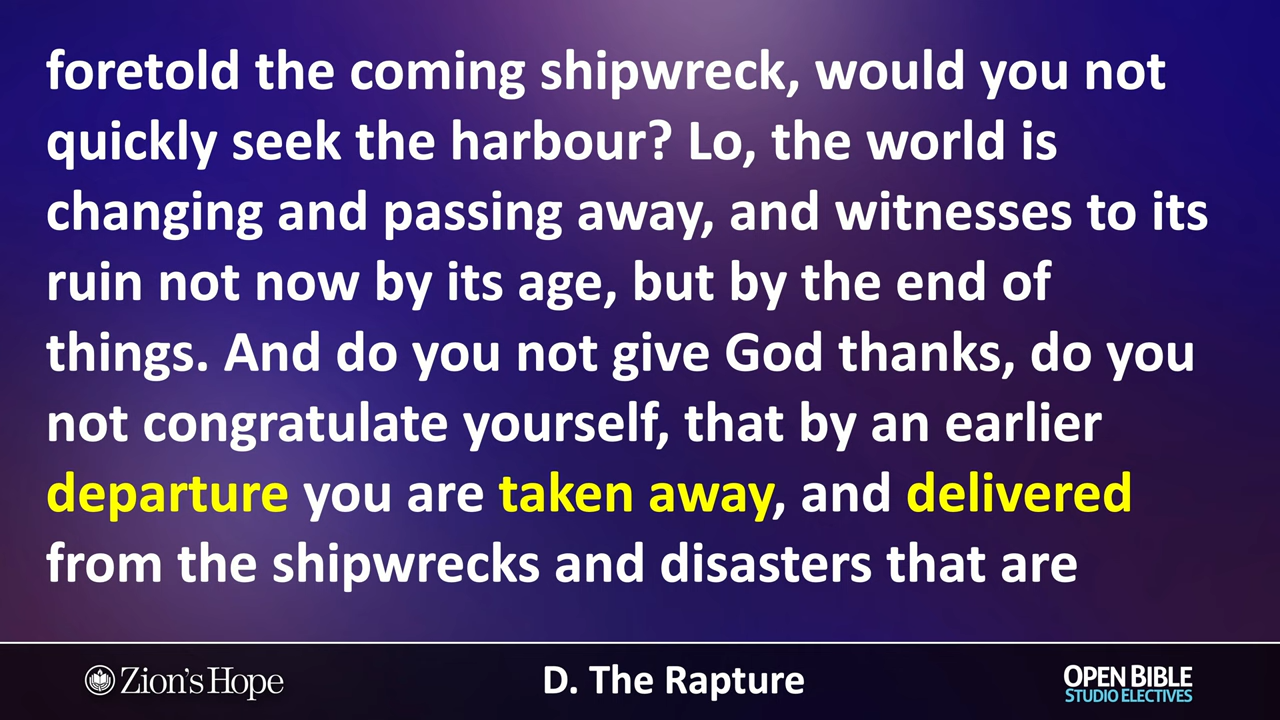 foretold the coming shipwreck, would you not
quickly seek the harbour? Lo, the world is
changing and passing away, and witnesses to its
ruin not now by its age, but by the end of
things. And do you not give God thanks, do you
not congratulate yourself, that by an earlier
departure you are taken away, and delivered
from the shipwrecks and disasters that are
Zion's Hope
D. The Rapture
OPEN BIBLE
STUDIO ELECTIVES